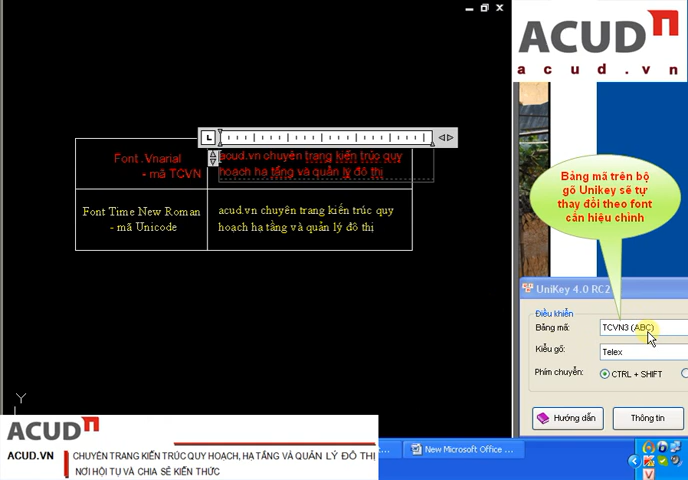 ACUD
acud.vn
L
Font .Vnarial
- mã TCVN
acud.vn chuyên trang kiến trúc quy
hoạch hạ tầng và quản lý đô thị
Font Time New Roman
- mã Unicode
acud.vn chuyên trang kiến trúc quy
hoạch hạ tầng và quản lý đô thị
Bảng mã trên bộ
gõ Unikey sẽ tự
thay đổi theo font
cần hiệu chỉnh
UniKey 4.0 RC2
Điều khiển
Bảng mã:
TCVN3 (ABC)
Kiểu gõ:
Telex
Phím chuyển:
CTRL + SHIFT
Hướng dẫn
Thông tin
Y
ACUD
ACUD.VN
CHUYÊN TRANG KIẾN TRÚC QUY HOẠCH, HẠ TẦNG VÀ QUẢN LÝ ĐÔ THỊ
NƠI HỘI TỤ VÀ CHIA SẺ KIẾN THỨC
New Microsoft Office ...
V